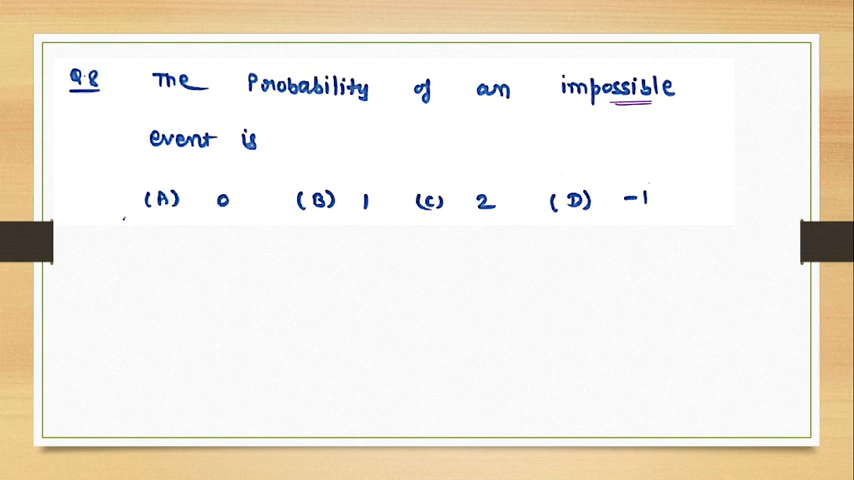 Q.8 The Probability of an impossible
event is
(A) 0 (B) 1 (C) 2 (D) -1